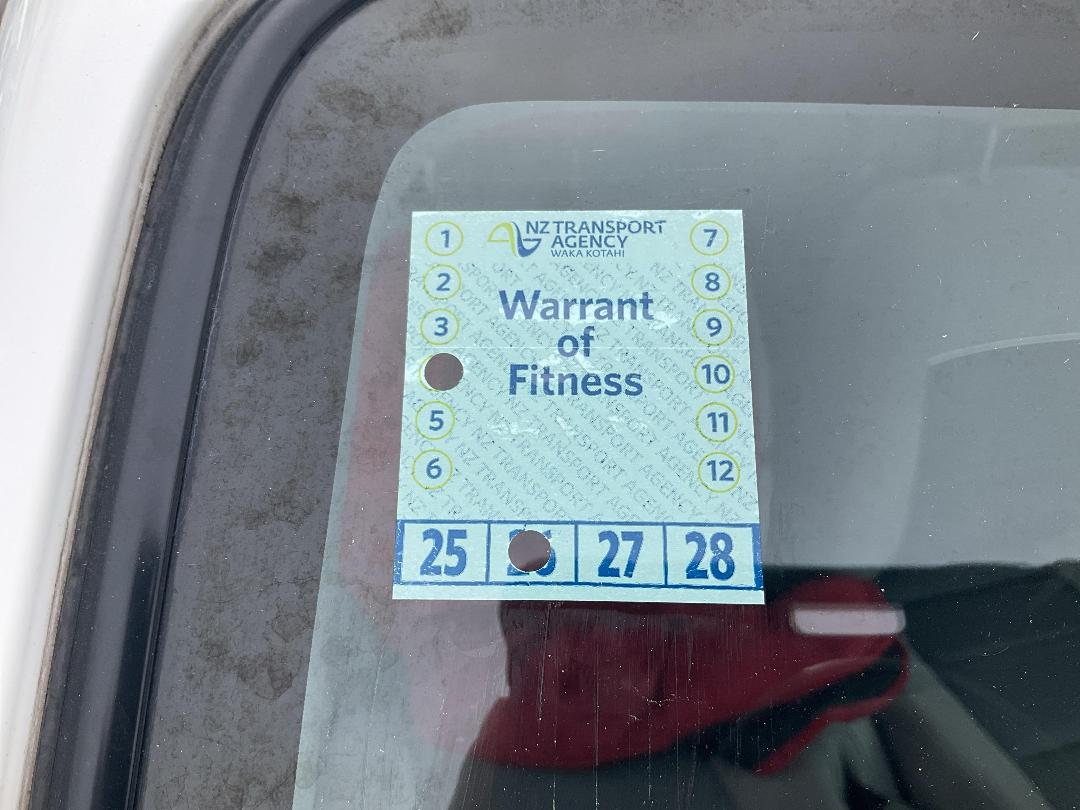 NZ TRANSPORT
AGENCY
WAKA KOTAHI
Warrant
of
Fitness
1
2
3
5
6
7
8
9
10
11
12
25 26 27 28